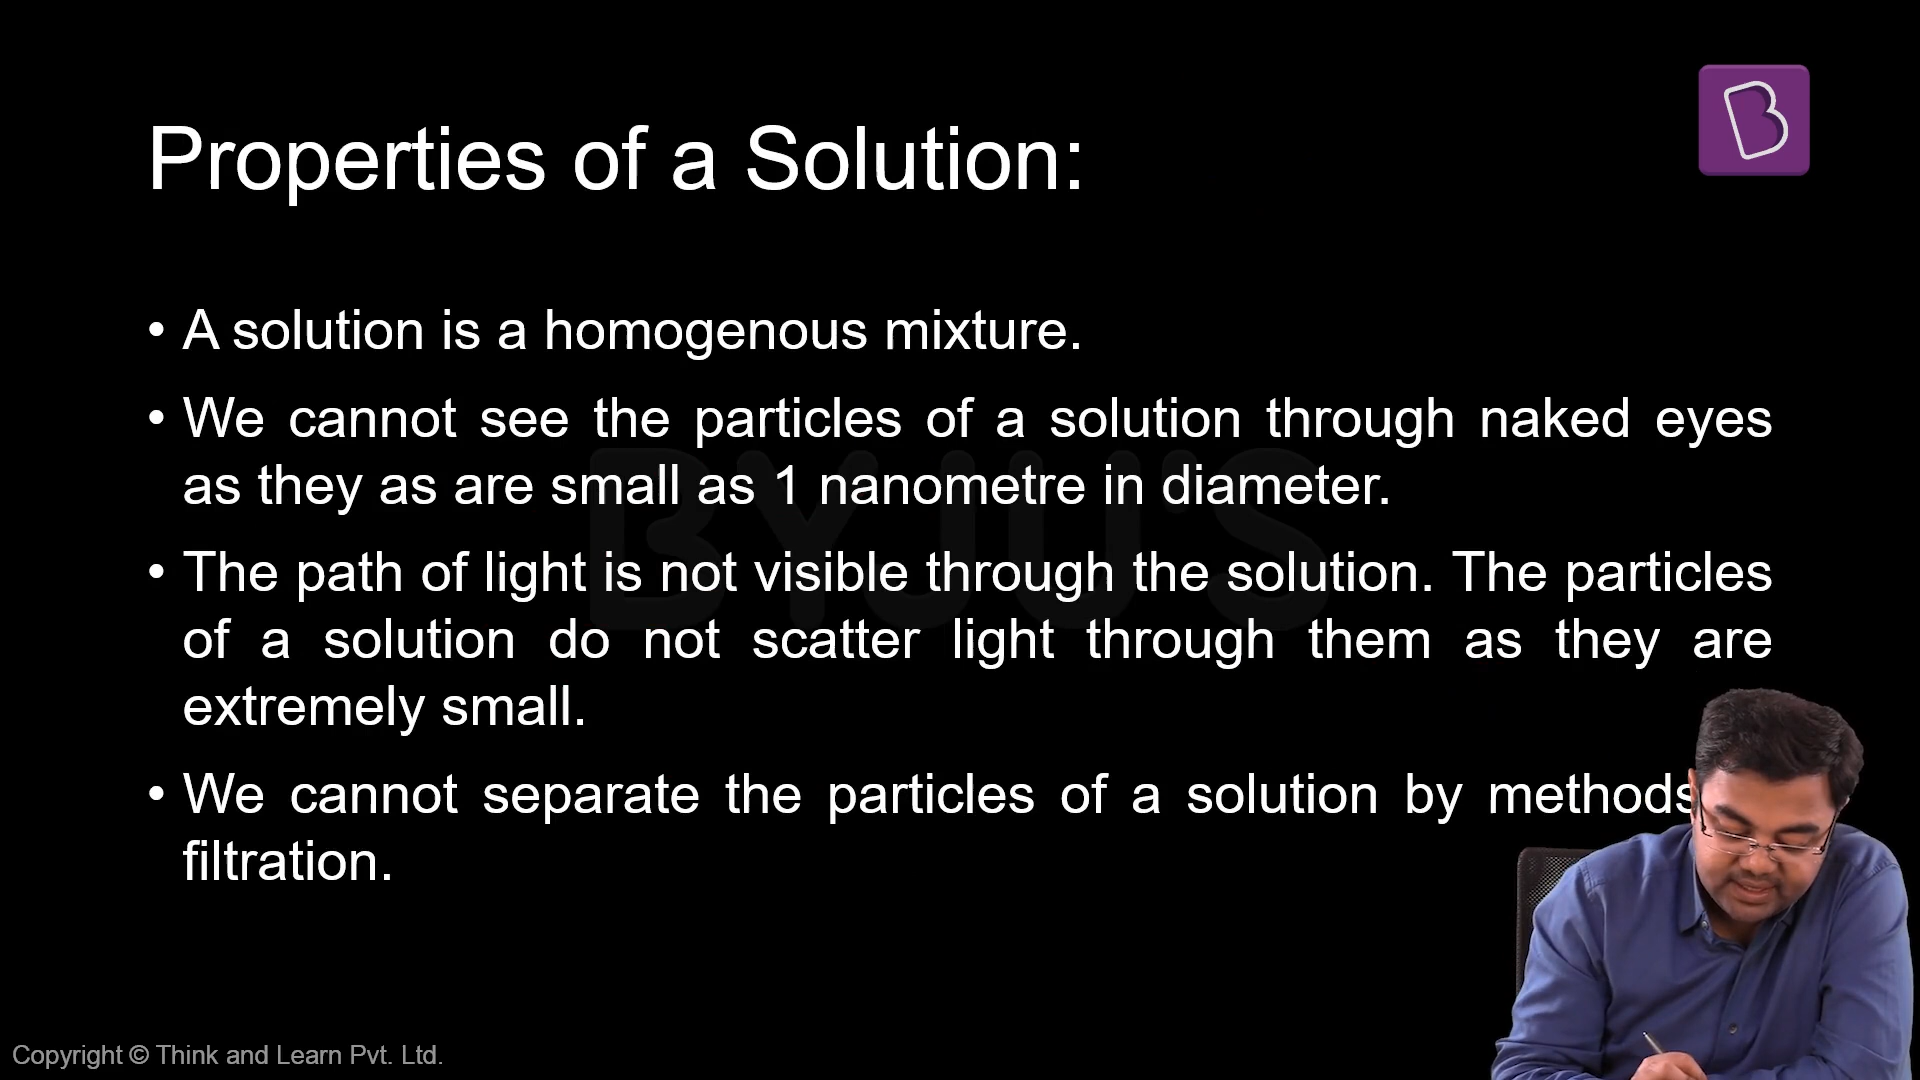 Properties of a Solution:
• A solution is a homogenous mixture.
• We cannot see the particles of a solution through naked eyes
as they as are small as 1 nanometre in diameter.
• The path of light is not visible through the solution. The particles
of a solution do not scatter light through them as they are
extremely small.
• We cannot separate the particles of a solution by methods
filtration.
BYJU'S
Copyright © Think and Learn Pvt. Ltd.